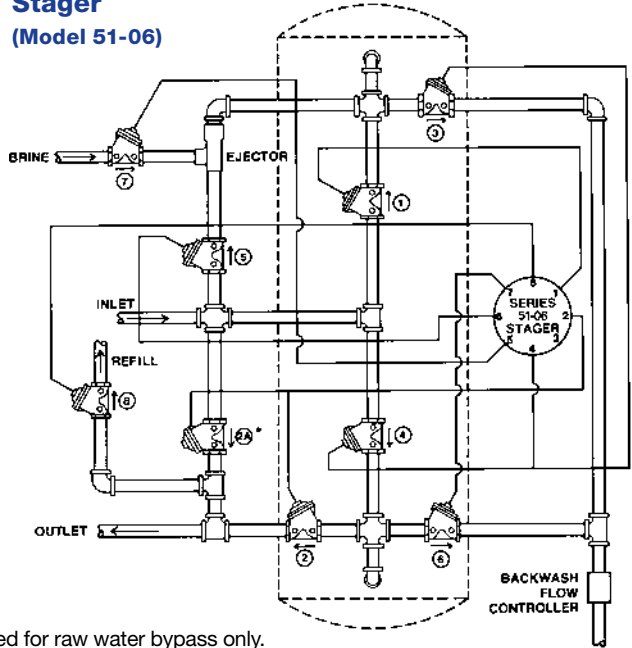 Stager
(Model 51-06)
3
BRINE
EJECTOR
7
1
5
8
7 1
INLET
SERIES
6 51-06 2
STAGER
5 3
4
REFILL
8
2A*
4
OUTLET
2
6
BACKWASH
FLOW
CONTROLLER
ed for raw water bypass only.